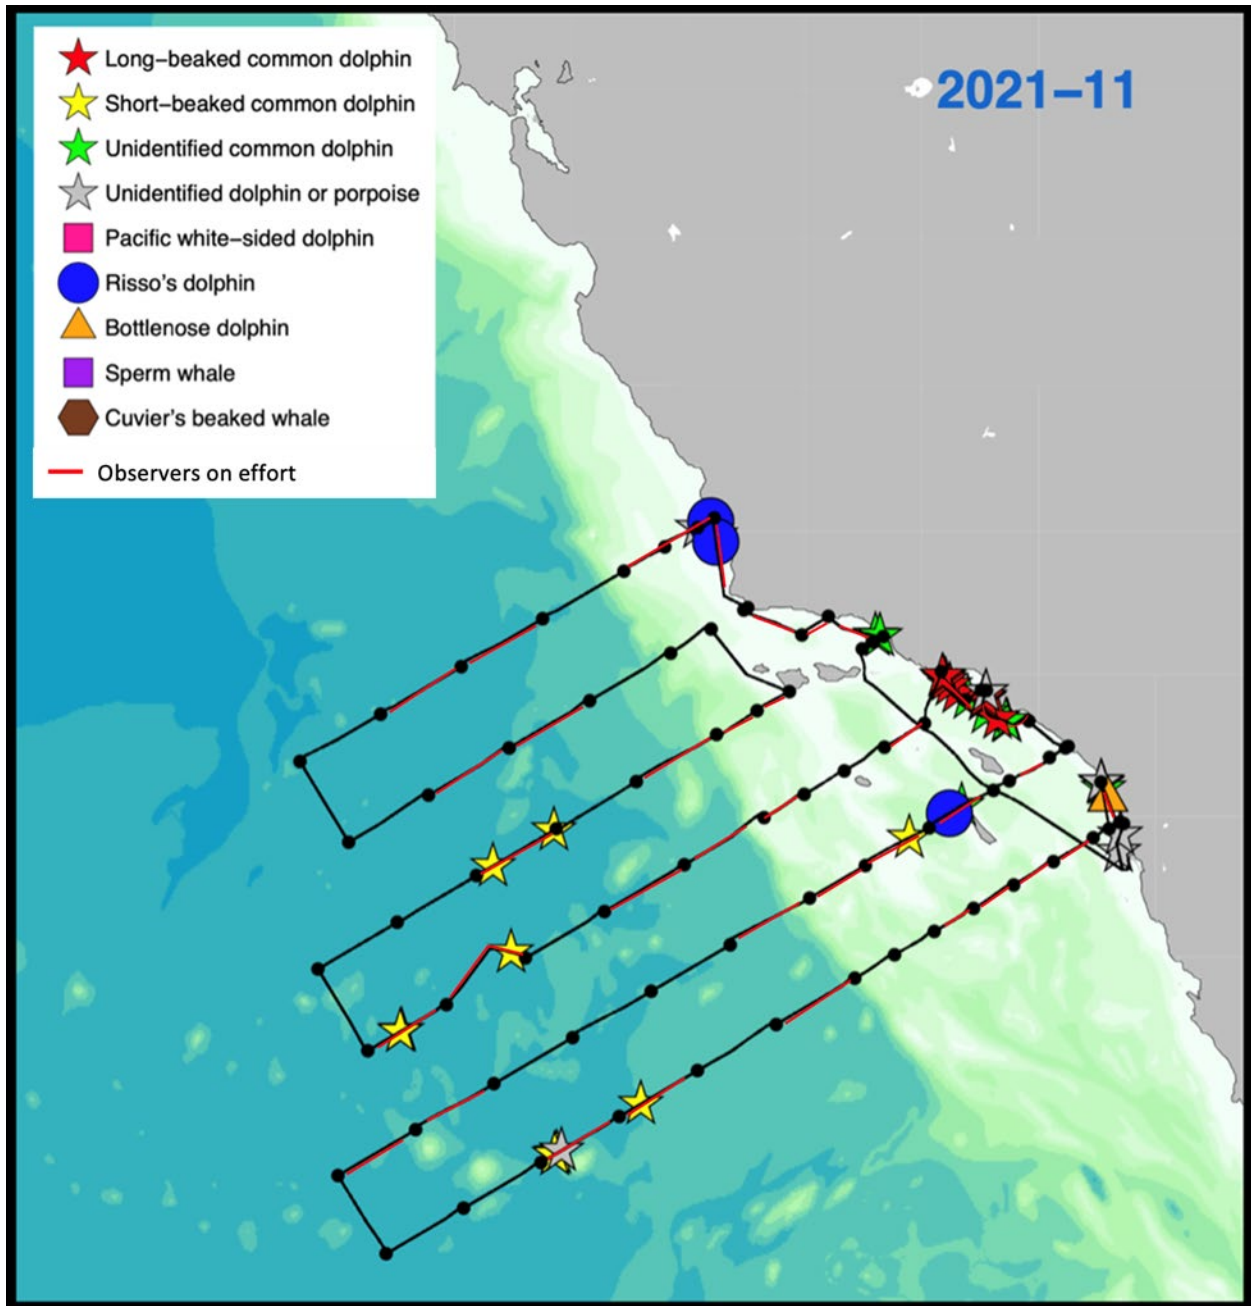 Long−beaked common dolphin
Short−beaked common dolphin
Unidentified common dolphin
Unidentified dolphin or porpoise
Pacific white−sided dolphin
Risso's dolphin
Bottlenose dolphin
Sperm whale
Cuvier's beaked whale
Observers on effort
2021−11